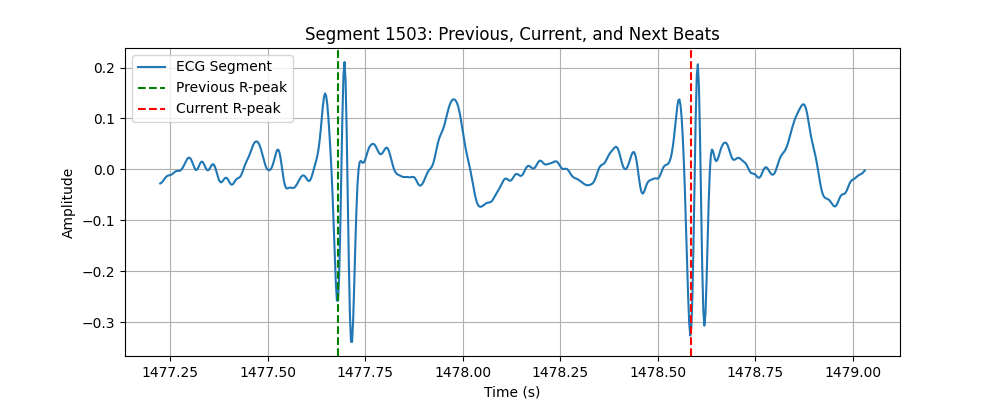 Segment 1503: Previous, Current, and Next Beats
ECG Segment
Previous R-peak
Current R-peak
0.2
0.1
0.0
−0.1
−0.2
−0.3
Amplitude
1477.25 1477.50 1477.75 1478.00 1478.25 1478.50 1478.75 1479.00
Time (s)